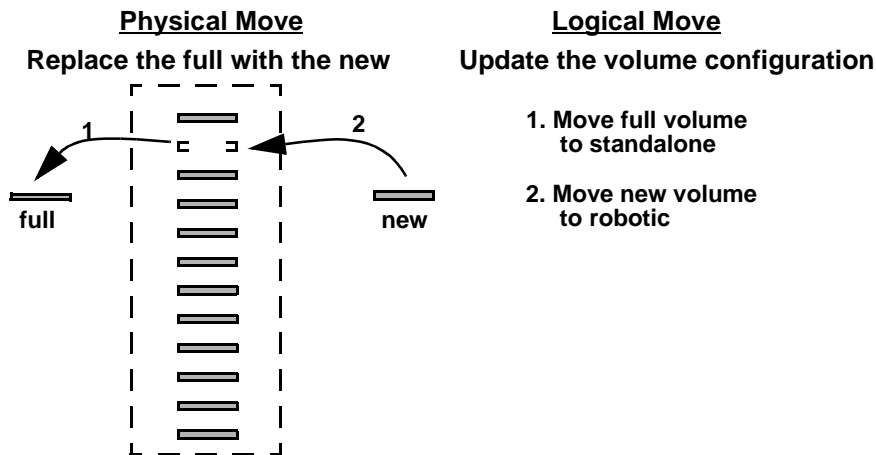 Physical Move
Replace the full with the new
1
2
full
new
Logical Move
Update the volume configuration
1. Move full volume
to standalone
2. Move new volume
to robotic